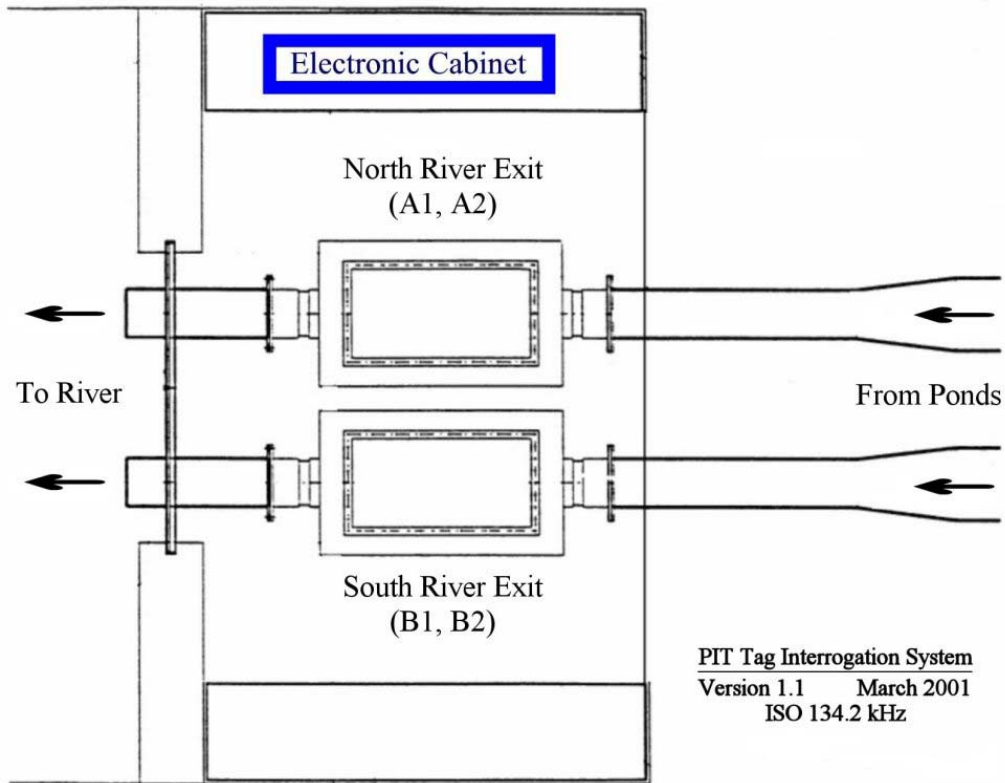 Electronic Cabinet
North River Exit
(A1, A2)
To River
From Ponds
South River Exit
(B1, B2)
PIT Tag Interrogation System
Version 1.1 March 2001
ISO 134.2 kHz